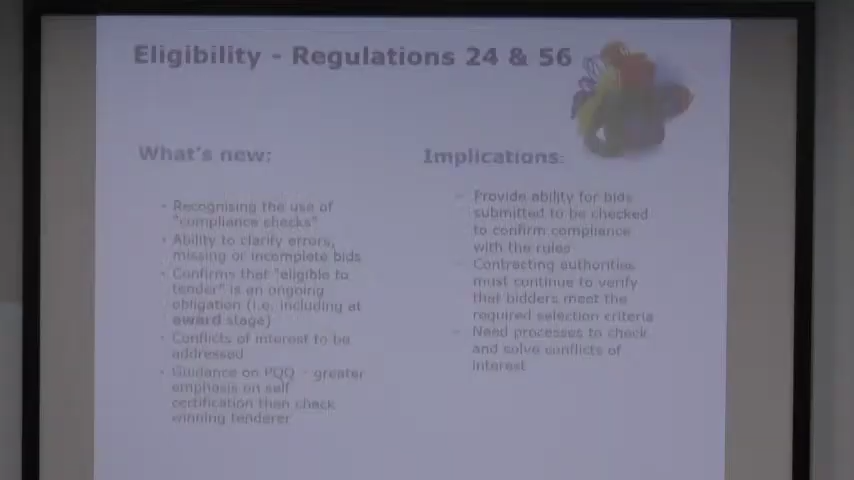 Eligibility - Regulations 24 & 56
What's new:
- Recognising the use of
"compliance checks"
- Ability to clarify errors,
missing or incomplete bids
- Confirms that "eligible to
tender" is an ongoing
obligation (i.e. including at
award stage)
- Conflicts of interest to be
addressed
- Guidance on PQQ - greater
emphasis on self
certification then check
winning tenderer
Implications:
- Provide ability for bids
submitted to be checked
to confirm compliance
with the rules
- Contracting authorities
must continue to verify
that bidders meet the
required selection criteria
- Need processes to check
and solve conflicts of
interest